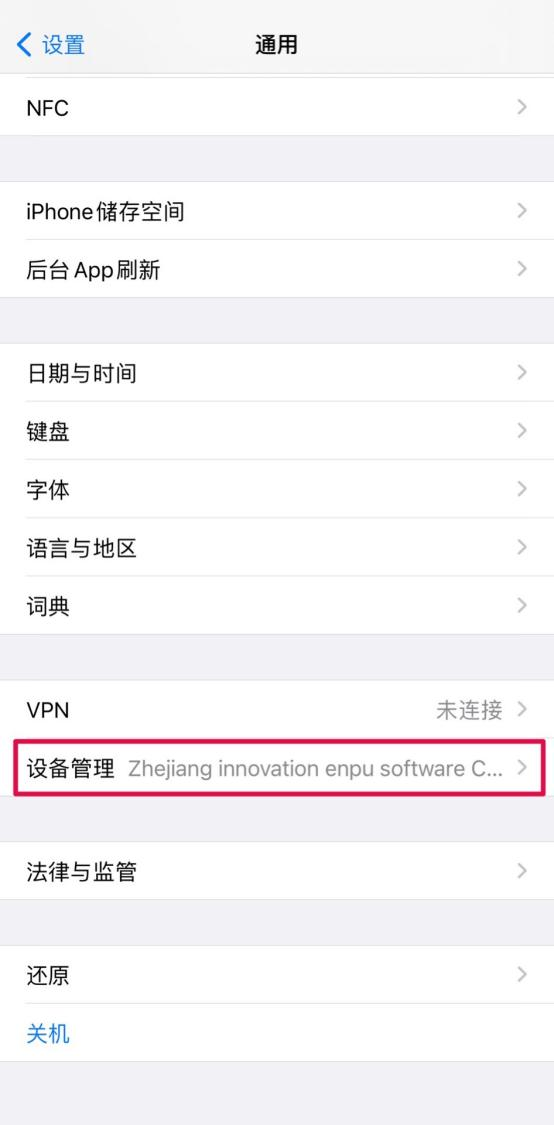 设置
通用
NFC
iPhone储存空间
后台App刷新
日期与时间
键盘
字体
语言与地区
词典
VPN 未连接
设备管理 Zhejiang innovation enpu software C...
法律与监管
还原
关机